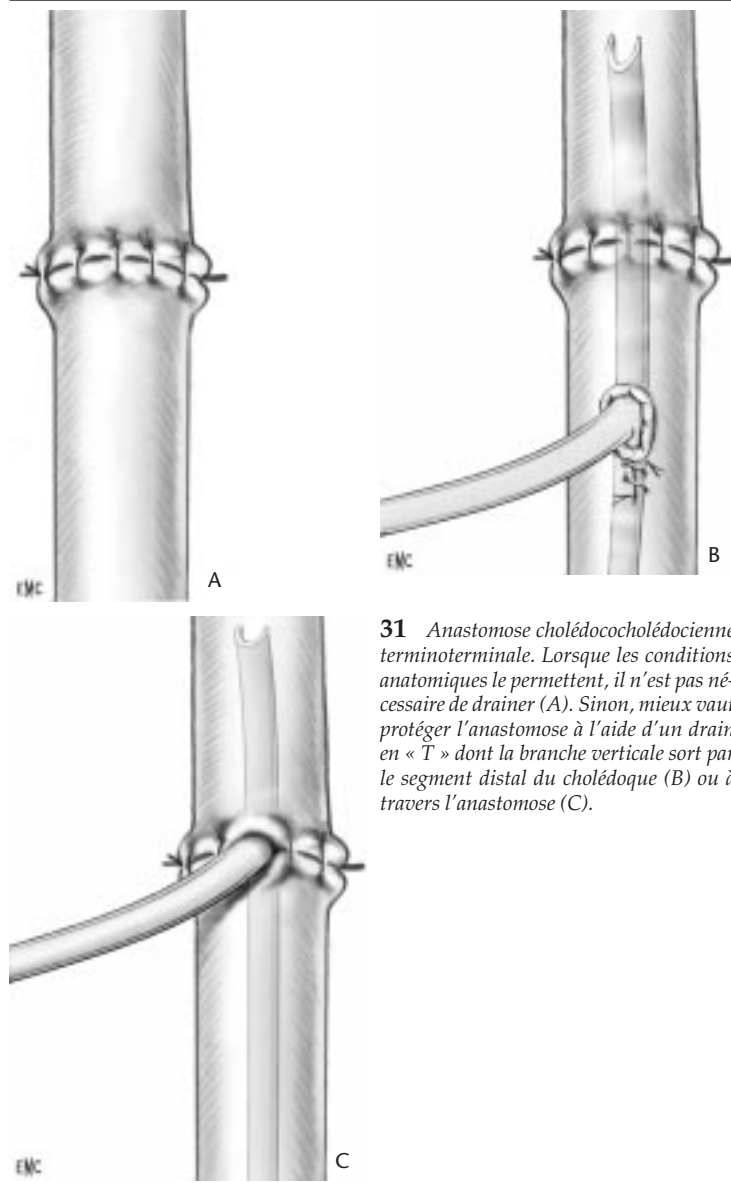 A
EMC
B
EMC
31 Anastomose cholédococholédocienne
terminoterminale. Lorsque les conditions
anatomiques le permettent, il n'est pas né-
cessaire de drainer (A). Sinon, mieux vaut
protéger l'anastomose à l'aide d'un drain
en « T » dont la branche verticale sort par
le segment distal du cholédoque (B) ou à
travers l'anastomose (C).
C
EMC